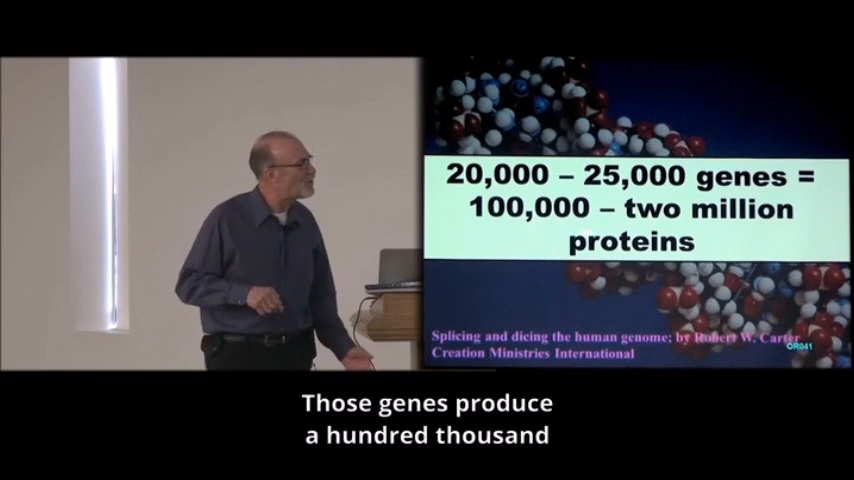 20,000 – 25,000 genes =
100,000 – two million
proteins
Splicing and dicing the human genome; by Robert W. Carter
Creation Ministries International
OR041
Those genes produce
a hundred thousand